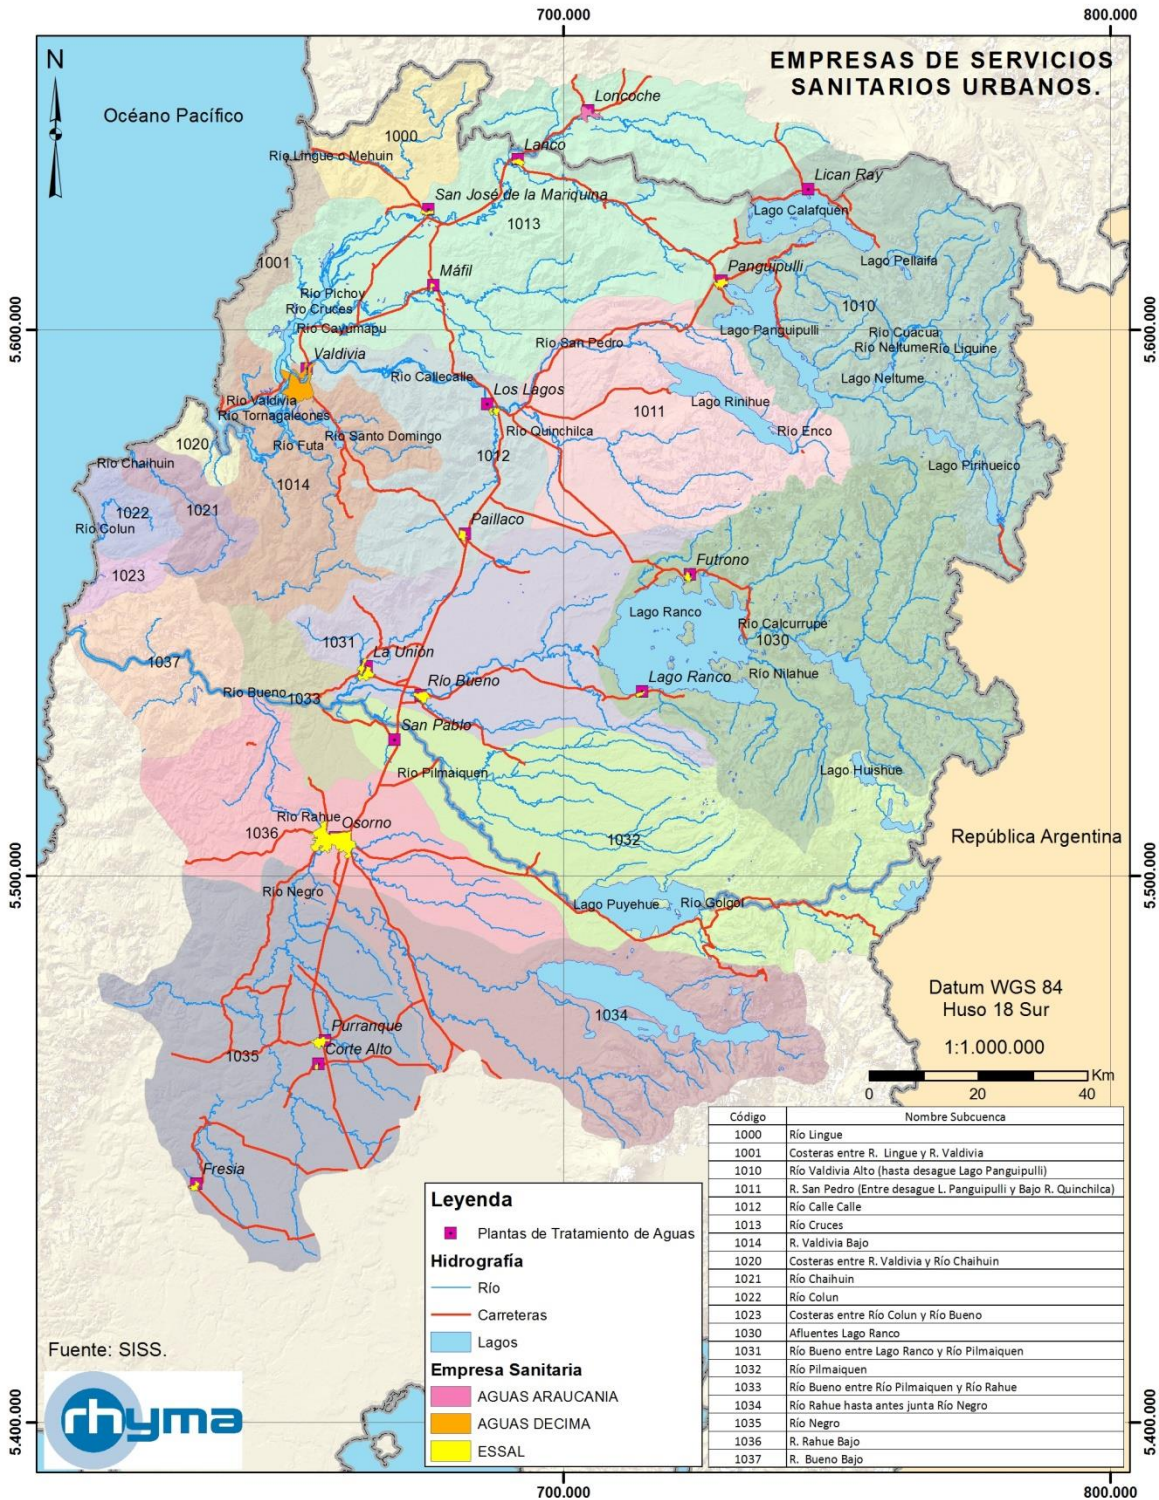 700.000
800.000
EMPRESAS DE SERVICIOS
SANITARIOS URBANOS.
N
Océano Pacífico
Loncoche
1000
Lanco
Río Lingue o Mehuin
Lican Ray
San José de la Mariquina
Lago Calafquen
1013
1001
Lago Pellaifa
Máfil
Panguipulli
Río Pichoy
1010
Río Cruces
5.600.000
5.600.000
Río Cayumapu
Lago Panguipulli
Río Cuacua
Río San Pedro
Río Neltume
Río Liquine
Valdivia
Río Callecalle
Lago Neltume
Los Lagos
Río Valdivia
Lago Rinihue
1011
Río Tornagaleones
Río Quinchilca
Río Enco
Río Santo Domingo
1020
Río Futa
1012
Río Chaihuin
Lago Pirihueico
1014
1022
1021
Río Colun
Paillaco
1023
Futrono
Lago Ranco
Río Calcurrupe
1030
1031
La Union
1037
Río Nilahue
Río Bueno
Lago Ranco
Río Bueno
1033
San Pablo
Río Pilmaiquen
Lago Huishue
Río Rahue
Osorno
1036
1032
República Argentina
5.500.000
5.500.000
Río Negro
Lago Puyehue
Río Golgol
Datum WGS 84
Huso 18 Sur
1034
Purranque
1:1.000.000
Corte Alto
1035
Km
0 20 40
Fresia
Código Nombre Subcuenca
1000 Río Lingue
1001 Costeras entre R. Lingue y R. Valdivia
1010 Río Valdivia Alto (hasta desague Lago Panguipulli)
1011 R. San Pedro (Entre desague L. Panguipulli y Bajo R. Quinchilca)
1012 Río Calle Calle
1013 Río Cruces
1014 R. Valdivia Bajo
1020 Costeras entre R. Valdivia y Río Chaihuin
1021 Río Chaihuin
1022 Río Colun
1023 Costeras entre Río Colun y Río Bueno
1030 Afluentes Lago Ranco
1031 Río Bueno entre Lago Ranco y Río Pilmaiquen
1032 Río Pilmaiquen
1033 Río Bueno entre Río Pilmaiquen y Río Rahue
1034 Río Rahue hasta antes junta Río Negro
1035 Río Negro
1036 R. Rahue Bajo
1037 R. Bueno Bajo
Leyenda
Plantas de Tratamiento de Aguas
Hidrografía
Río
Carreteras
Lagos
Empresa Sanitaria
AGUAS ARAUCANIA
AGUAS DECIMA
ESSAL
Fuente: SISS.
rhyma
5.400.000
5.400.000
700.000
800.000